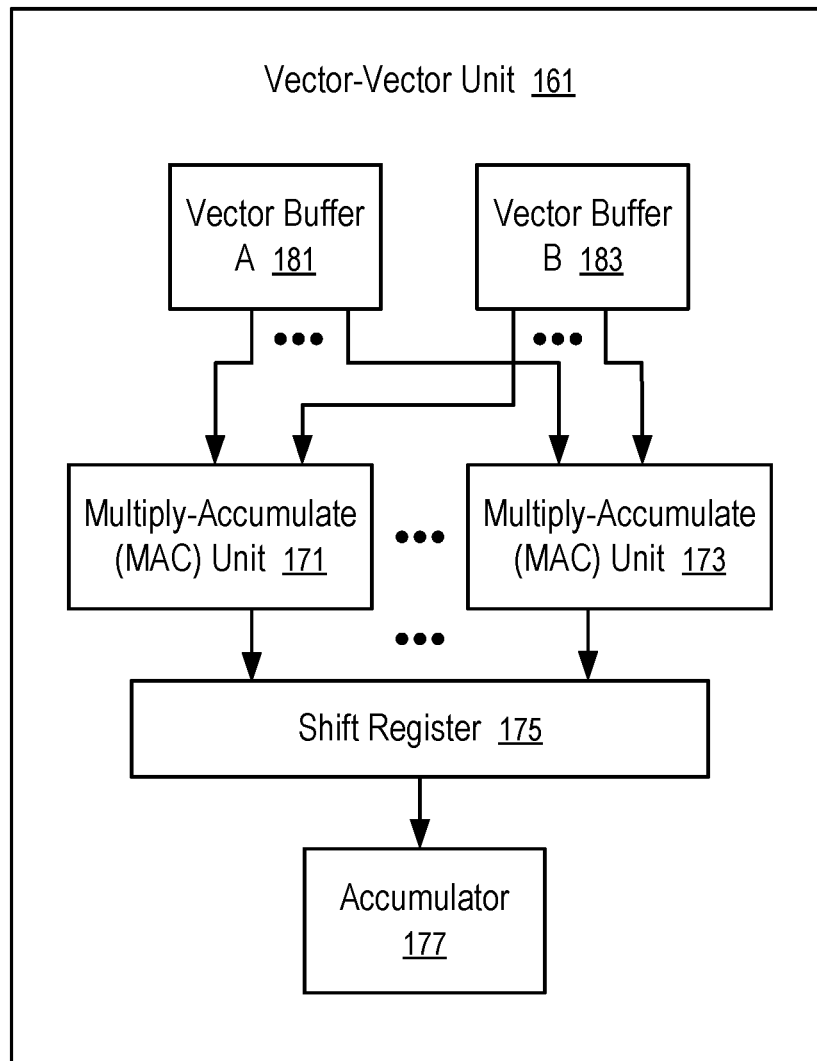 Vector-Vector Unit 161
Vector Buffer
A 181
Vector Buffer
B 183
Multiply-Accumulate
(MAC) Unit 171
Multiply-Accumulate
(MAC) Unit 173
Shift Register 175
Accumulator
177